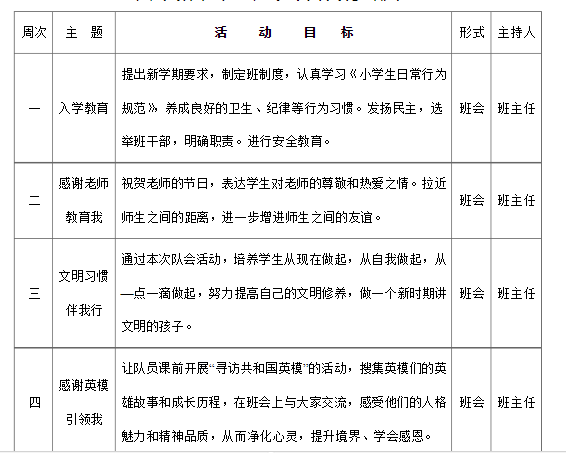 周次 主 题 活 动 目 标 形式 主持人
一 入学教育 提出新学期要求，制定班制度，认真学习《小学生日常行为
规范》，养成良好的卫生、纪律等行为习惯。发扬民主，选
举班干部，明确职责。进行安全教育。 班会 班主任
二 感谢老师
教育我 祝贺老师的节日，表达学生对老师的尊敬和热爱之情。拉近
师生之间的距离，进一步增进师生之间的友谊。 班会 班主任
三 文明习惯
伴我行 通过本次队会活动，培养学生从现在做起，从自我做起，从
一点一滴做起，努力提高自己的文明修养，做一个新时期讲
文明的孩子。 班会 班主任
四 感谢英模
引领我 让队员课前开展“寻访共和国英模”的活动，搜集英模们的英
雄故事和成长历程，在班会上与大家交流，感受他们的人格
魅力和精神品质，从而净化心灵，提升境界、学会感恩。 班会 班主任